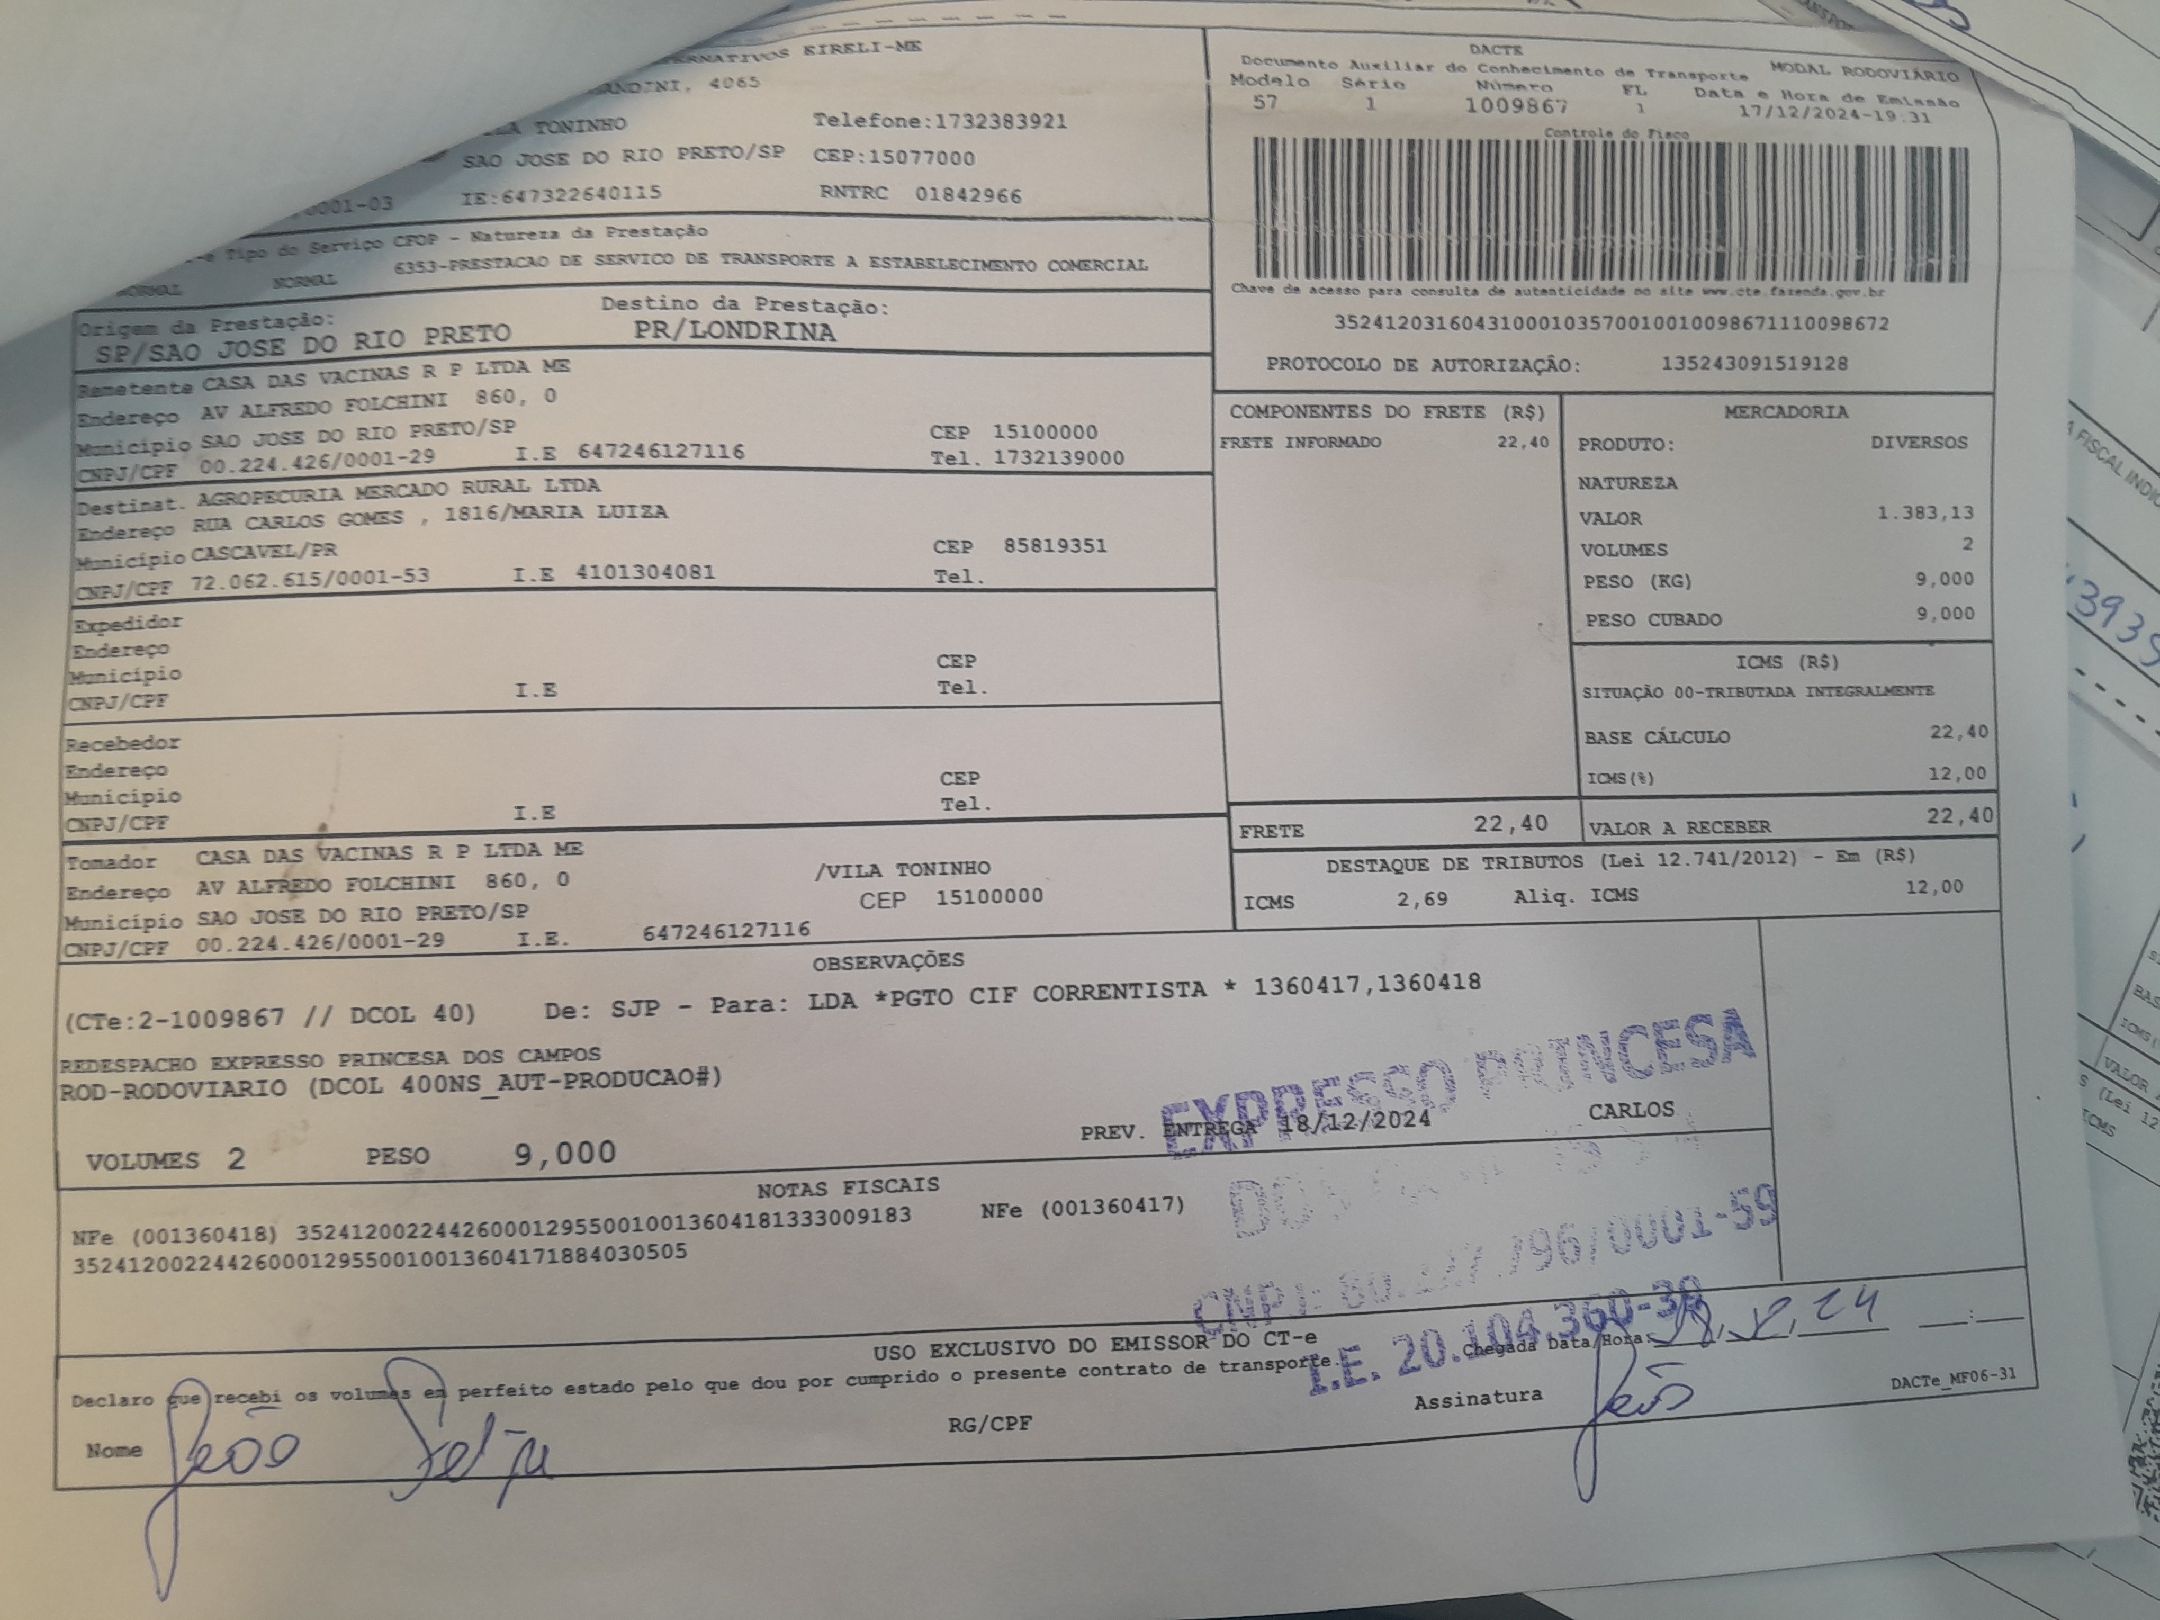 EIRELI-ME
4065
TONINHO
Telefone:1732383921
SAO JOSE DO RIO PRETO/SP CEP:15077000
0001-03 IE:647322640115 RNTRC 01842966
Tipo do Serviço CFOP - Natureza da Prestação
NORMAL NORMAL 6353-PRESTACAO DE SERVICO DE TRANSPORTE A ESTABELECIMENTO COMERCIAL
Origem da Prestação: Destino da Prestação:
SP/SAO JOSE DO RIO PRETO PR/LONDRINA
Remetente CASA DAS VACINAS R P LTDA ME
Endereço AV ALFREDO FOLCHINI 860, 0
Município SAO JOSE DO RIO PRETO/SP CEP 15100000
CNPJ/CPF 00.224.426/0001-29 I.E 647246127116 Tel. 1732139000
Destinat. AGROPECURIA MERCADO RURAL LTDA
Endereço RUA CARLOS GOMES , 1816/MARIA LUIZA
Município CASCAVEL/PR CEP 85819351
CNPJ/CPF 72.062.615/0001-53 I.E 4101304081 Tel.
Expedidor
Endereço
Município CEP
CNPJ/CPF I.E Tel.
Recebedor
Endereço
Município CEP
CNPJ/CPF I.E Tel.
Tomador CASA DAS VACINAS R P LTDA ME
Endereço AV ALFREDO FOLCHINI 860, 0 /VILA TONINHO
Município SAO JOSE DO RIO PRETO/SP CEP 15100000
CNPJ/CPF 00.224.426/0001-29 I.E. 647246127116
DACTE
Documento Auxiliar do Conhecimento de Transporte MODAL RODOVIÁRIO
Modelo Série Número FL Data e Hora de Emissão
57 1 1009867 1 17/12/2024-19:31
Controle do Fisco
Chave de acesso para consulta de autenticidade no site www.cte.fazenda.gov.br
35241203160431000103570010010098671110098672
PROTOCOLO DE AUTORIZAÇÂO: 135243091519128
COMPONENTES DO FRETE (R$)
FRETE INFORMADO 22,40
MERCADORIA
PRODUTO: DIVERSOS
NATUREZA
VALOR 1.383,13
VOLUMES 2
PESO (KG) 9,000
PESO CUBADO 9,000
ICMS (R$)
SITUAÇÃO 00-TRIBUTADA INTEGRALMENTE
BASE CÁLCULO 22,40
ICMS(%) 12,00
FRETE 22,40 VALOR A RECEBER 22,40
DESTAQUE DE TRIBUTOS (Lei 12.741/2012) - Em (R$)
ICMS 2,69 Aliq. ICMS 12,00
OBSERVAÇÕES
(CTe:2-1009867 // DCOL 40) De: SJP - Para: LDA *PGTO CIF CORRENTISTA * 1360417,1360418
REDESPACHO EXPRESSO PRINCESA DOS CAMPOS
ROD-RODOVIARIO (DCOL 400NS_AUT-PRODUCAO#)
EXPRESSO PRINCESA
PREV. ENTREGA 18/12/2024 CARLOS
VOLUMES 2 PESO 9,000
NOTAS FISCAIS
NFe (001360418) 35241200224426000129550010013604181333009183 NFe (001360417)
35241200224426000129550010013604171884030505
I.E. 20.104.360-30
USO EXCLUSIVO DO EMISSOR DO CT-e
Chegada Data/Hora:
Declaro que recebi os volumes em perfeito estado pelo que dou por cumprido o presente contrato de transporte.
Nome João RG/CPF Assinatura João
DACTe_MF06-31